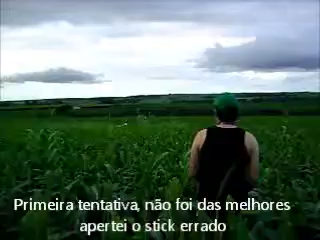 Primeira tentativa, não foi das melhores
apertei o stick errado